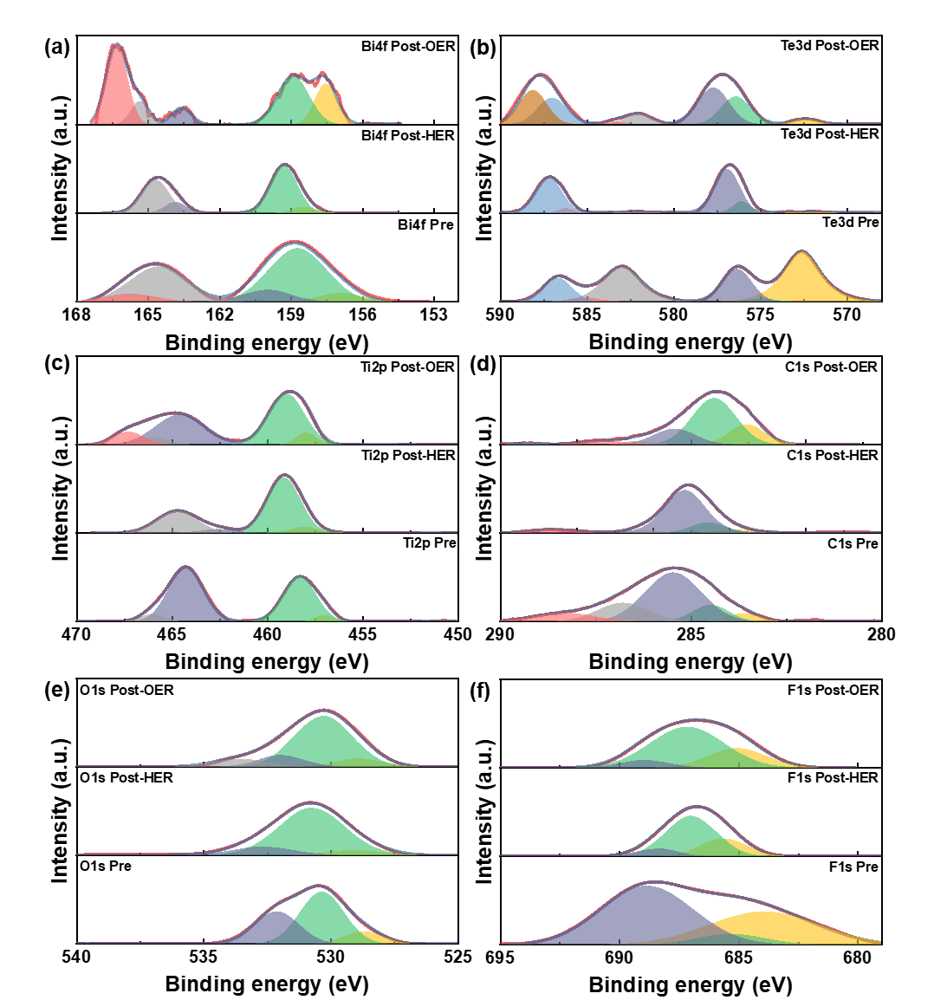 (a)
Bi4f Post-OER
Bi4f Post-HER
Bi4f Pre
Intensity (a.u.)
168 165 162 159 156 153
Binding energy (eV)
(b)
Te3d Post-OER
Te3d Post-HER
Te3d Pre
Intensity (a.u.)
590 585 580 575 570
Binding energy (eV)
(c)
Ti2p Post-OER
Ti2p Post-HER
Ti2p Pre
Intensity (a.u.)
470 465 460 455 450
Binding energy (eV)
(d)
C1s Post-OER
C1s Post-HER
C1s Pre
Intensity (a.u.)
290 285 280
Binding energy (eV)
(e)
O1s Post-OER
O1s Post-HER
O1s Pre
Intensity (a.u.)
540 535 530 525
Binding energy (eV)
(f)
F1s Post-OER
F1s Post-HER
F1s Pre
Intensity (a.u.)
695 690 685 680
Binding energy (eV)